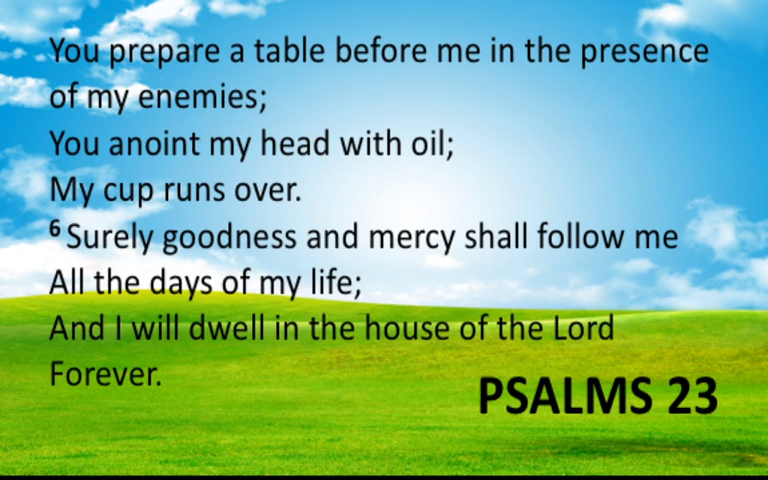 You prepare a table before me in the presence
of my enemies;
You anoint my head with oil;
My cup runs over.
6 Surely goodness and mercy shall follow me
All the days of my life;
And I will dwell in the house of the Lord
Forever.
PSALMS 23